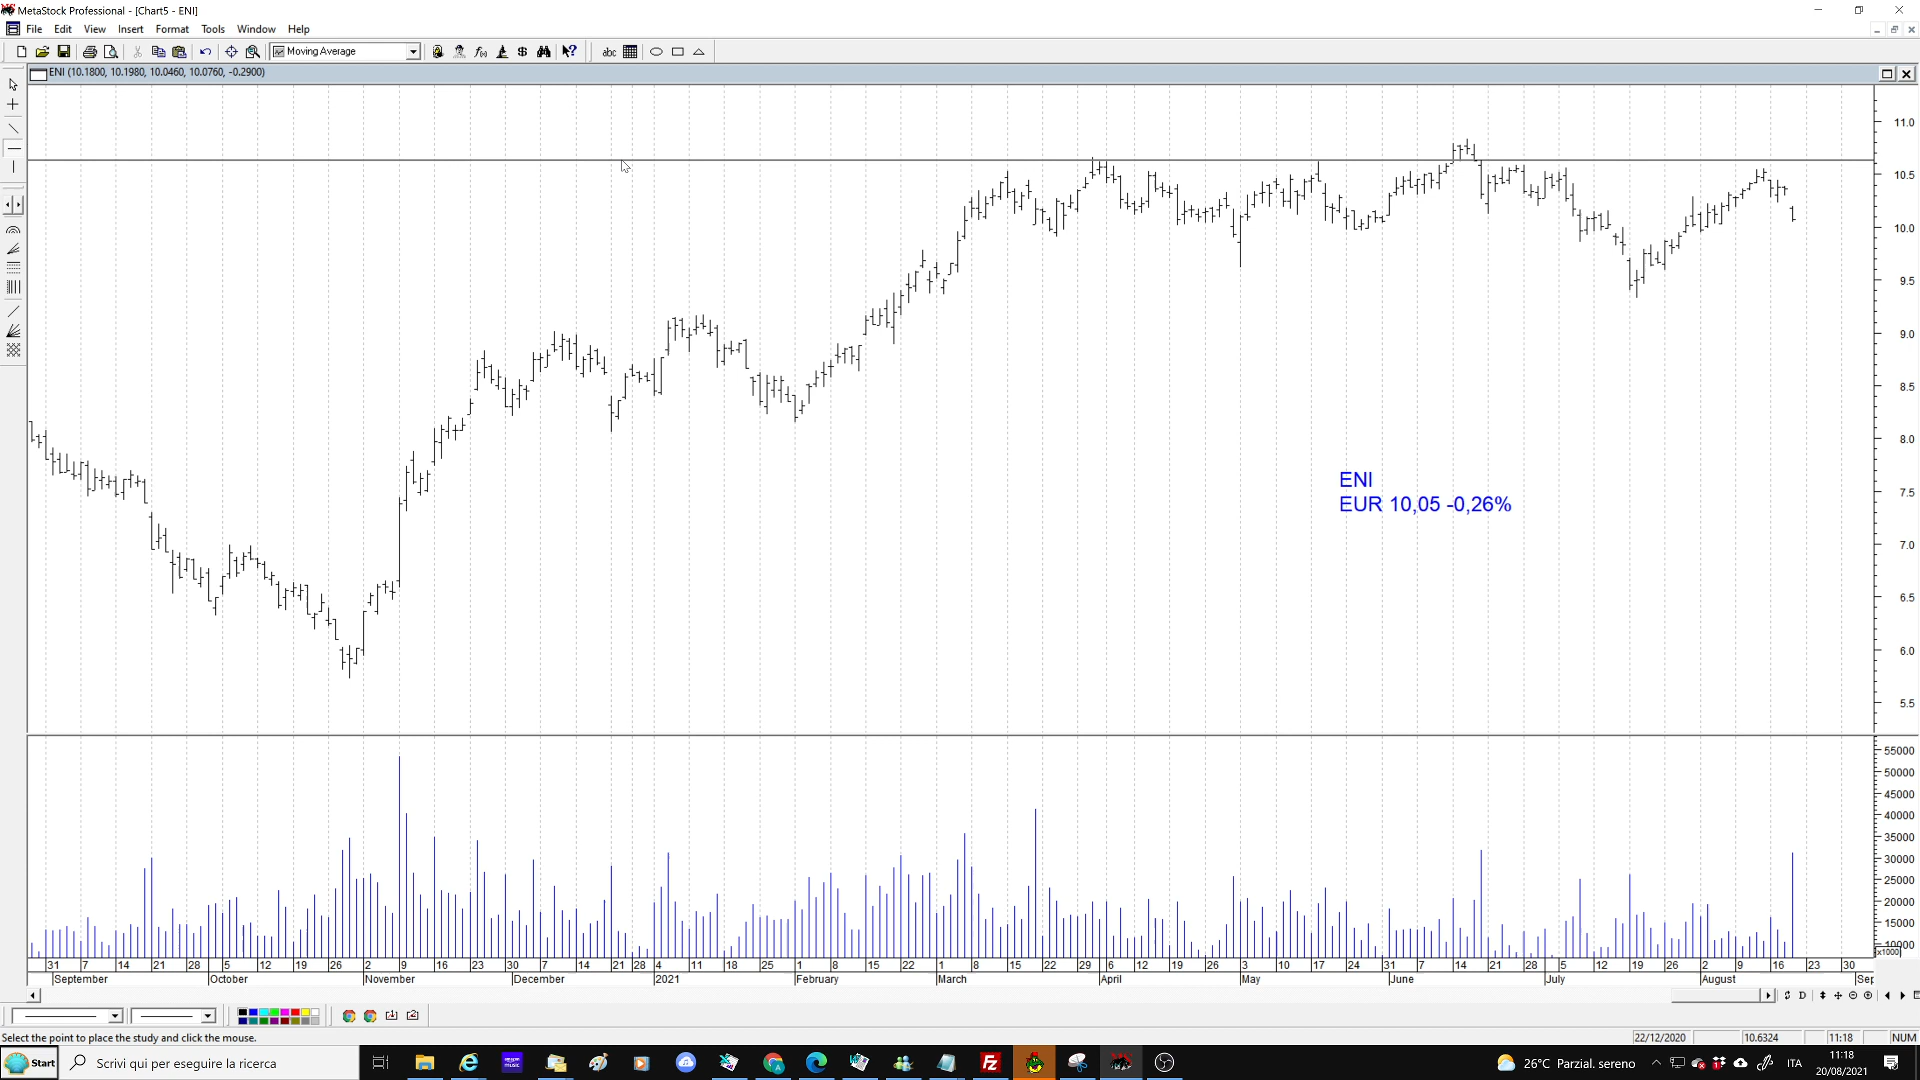 MetaStock Professional - [Chart5 - ENI]
File Edit View Insert Format Tools Window Help
Moving Average
abc
ENI (10.1800, 10.1980, 10.0460, 10.0760, -0.2900)
11.0
10.5
10.0
9.5
9.0
8.5
8.0
7.5
7.0
6.5
6.0
5.5
ENI
EUR 10,05 -0,26%
55000
50000
45000
40000
35000
30000
25000
20000
15000
10000
x1000
31 7 14 21 28 5 12 19 26 2 9 16 23 30 7 14 21 28 4 11 18 25 1 8 15 22 1 8 15 22 29 6 12 19 26 3 10 17 24 31 7 14 21 28 5 12 19 26 2 9 16 23 30
September October November December 2021 February March April May June July August Sep
D
Select the point to place the study and click the mouse.
22/12/2020 10.6324 11:18 NUM
Start
Scrivi qui per eseguire la ricerca
26°C Parzial. sereno
ITA
11:18
20/08/2021